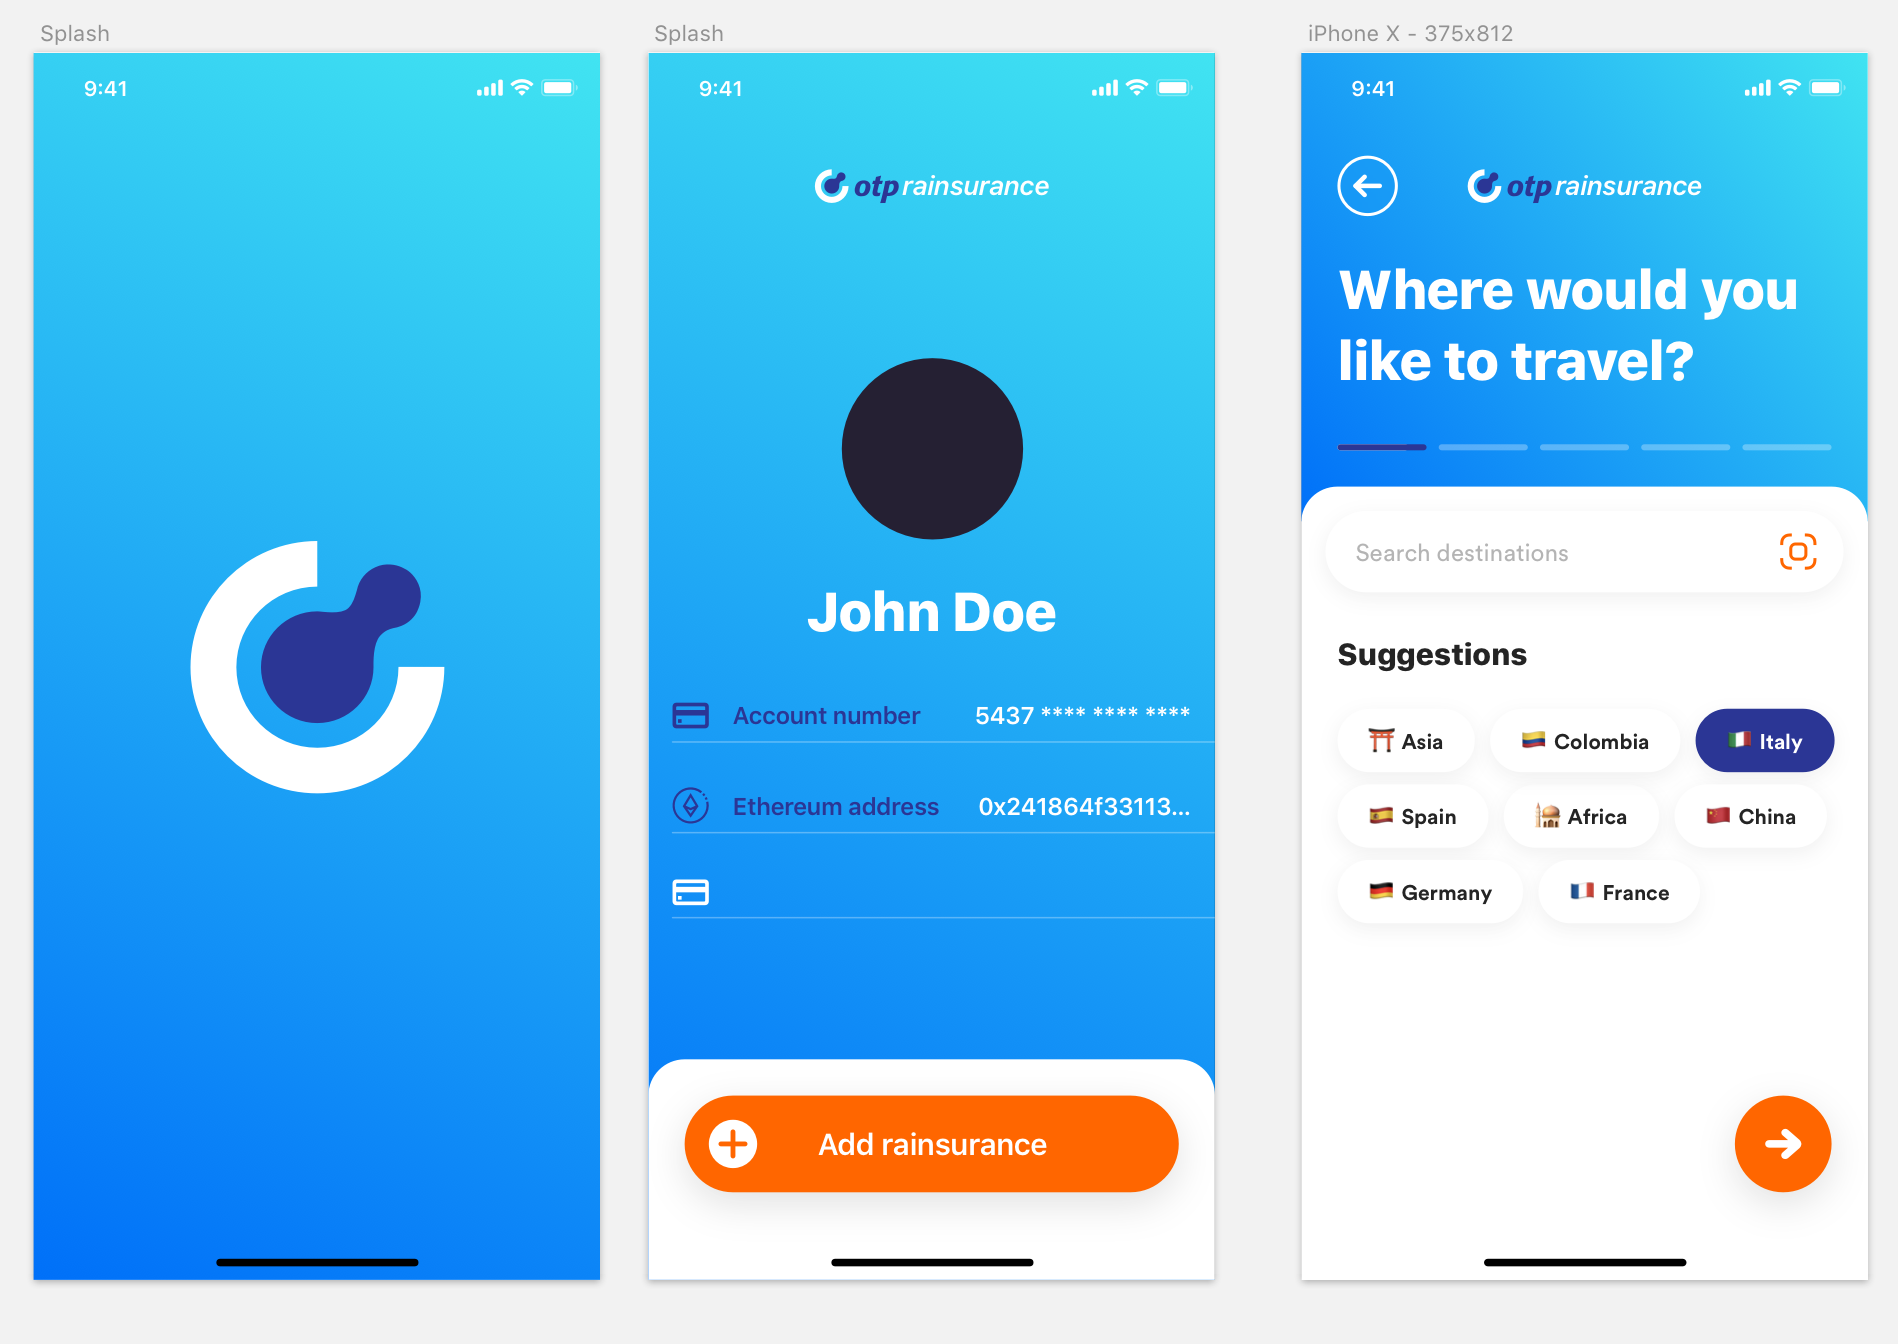 Splash
Splash
iPhone X - 375x812
9:41
9:41
otp rainsurance
John Doe
Account number 5437 **** **** ****
Ethereum address 0x241864f33113...
Add rainsurance
9:41
otp rainsurance
Where would you
like to travel?
Search destinations
Suggestions
Asia Colombia Italy
Spain Africa China
Germany France